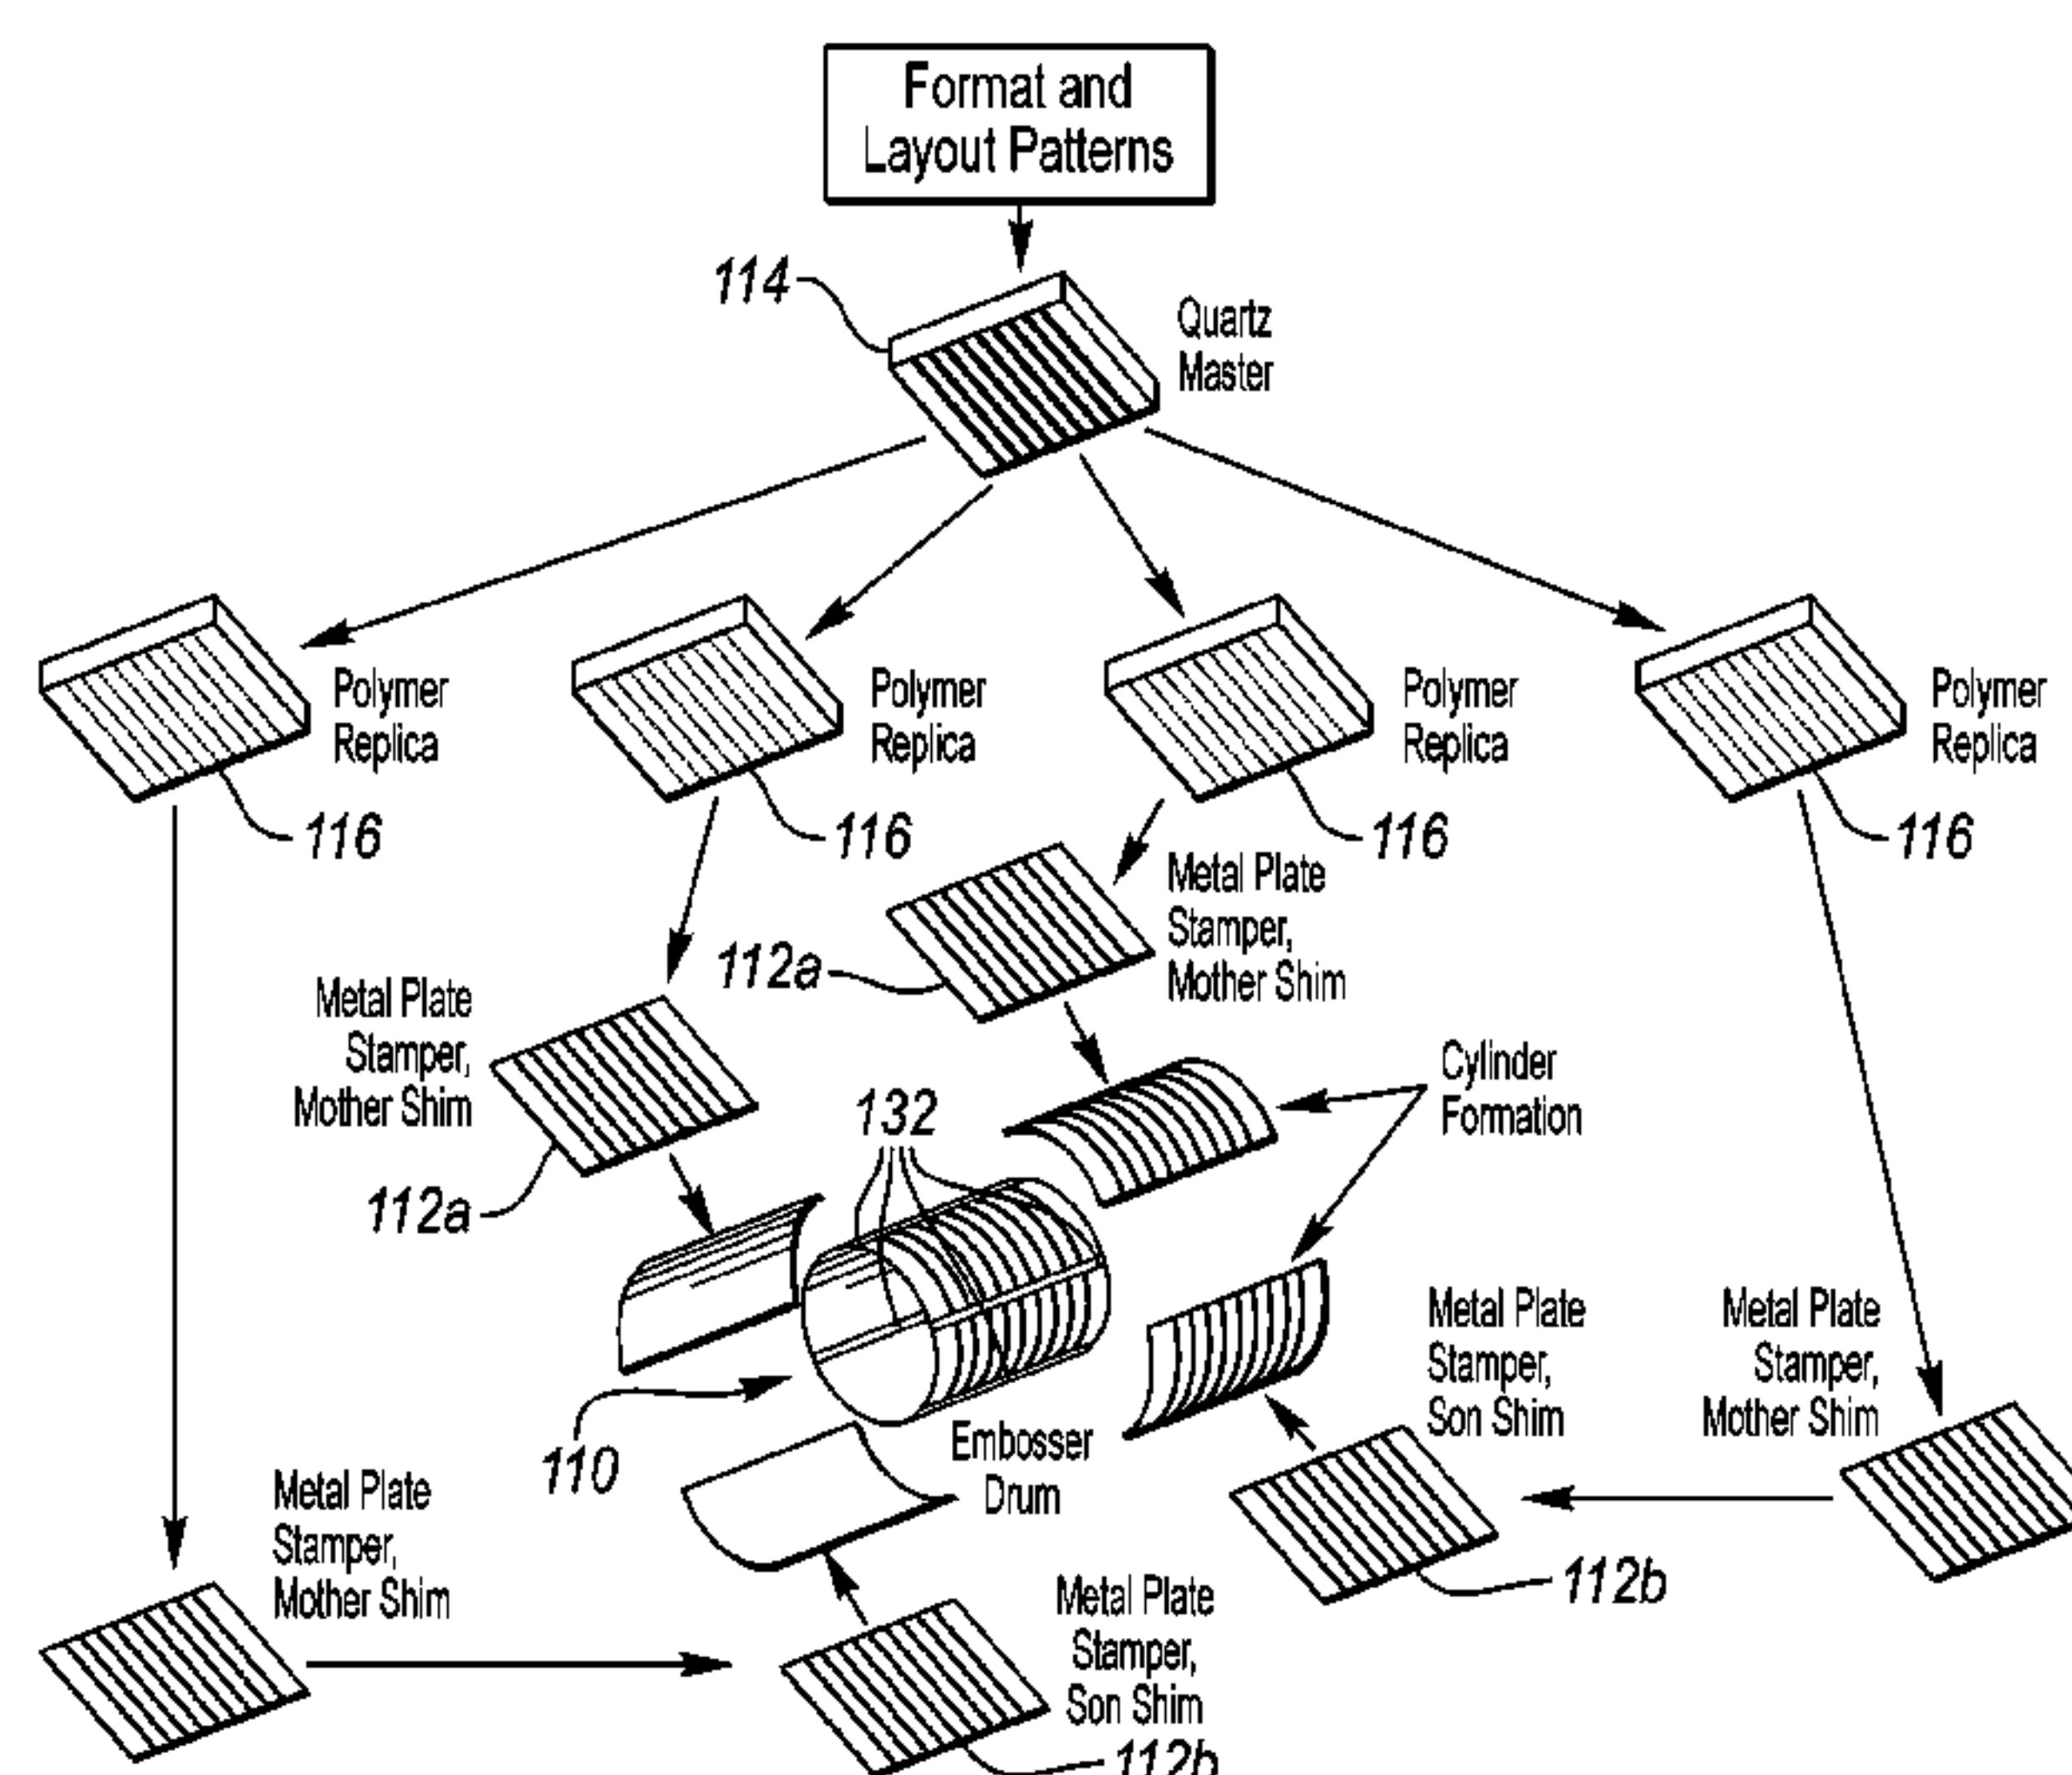 Format and
Layout Patterns
114
Quartz
Master
Polymer
Replica
Polymer
Replica
Polymer
Replica
Polymer
Replica
116
116
116
116
Metal Plate
Stamper,
Mother Shim
112a
Metal Plate
Stamper,
Mother Shim
112a
132
Cylinder
Formation
110
Embosser
Drum
Metal Plate
Stamper,
Son Shim
Metal Plate
Stamper,
Mother Shim
112b
Metal Plate
Stamper,
Mother Shim
Metal Plate
Stamper,
Son Shim
112b